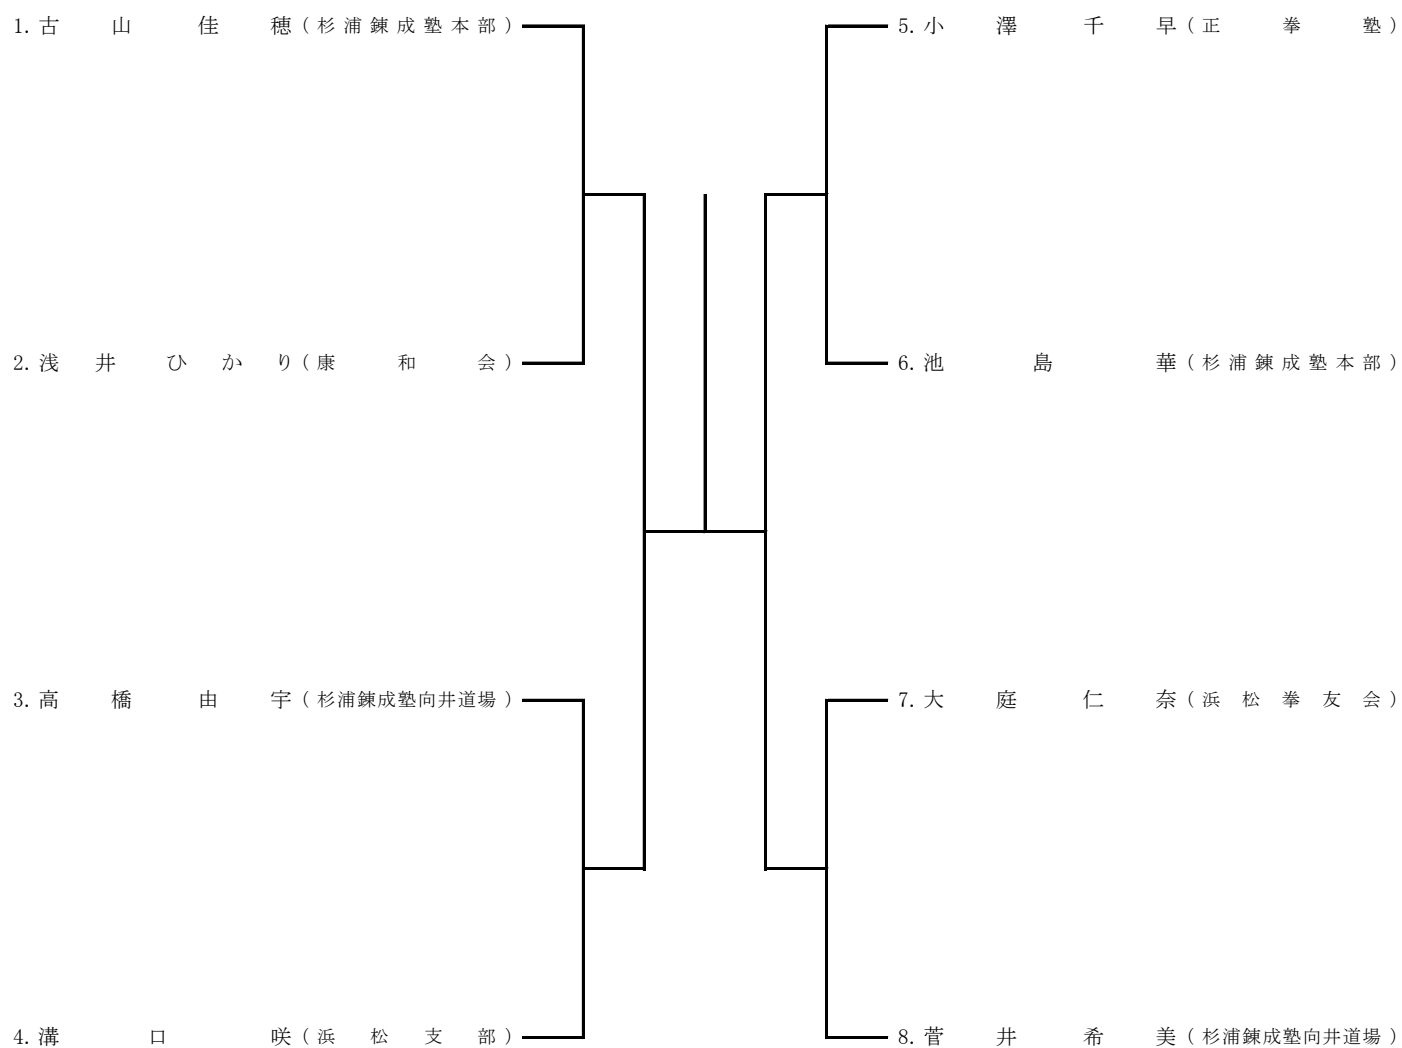 1. 古山佳穂（杉浦錬成塾本部）
2. 浅井ひかり（康和会）
3. 高橋由宇（杉浦錬成塾向井道場）
4. 溝口咲（浜松支部）
5. 小澤千早（正拳塾）
6. 池島華（杉浦錬成塾本部）
7. 大庭仁奈（浜松拳友会）
8. 菅井希美（杉浦錬成塾向井道場）